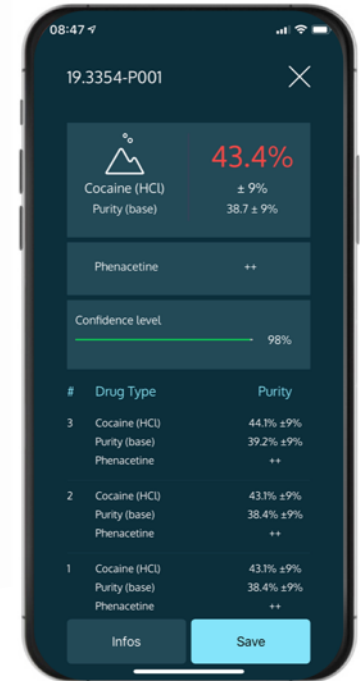 08:47
19.3354-P001
Cocaine (HCl) 43.4%
± 9%
Purity (base) 38.7 ± 9%
Phenacetine ++
Confidence level
98%
# Drug Type Purity
3 Cocaine (HCl) 44.1% ±9%
Purity (base) 39.2% ±9%
Phenacetine ++
2 Cocaine (HCl) 43.1% ±9%
Purity (base) 38.4% ±9%
Phenacetine ++
1 Cocaine (HCl) 43.1% ±9%
Purity (base) 38.4% ±9%
Phenacetine ++
Infos Save